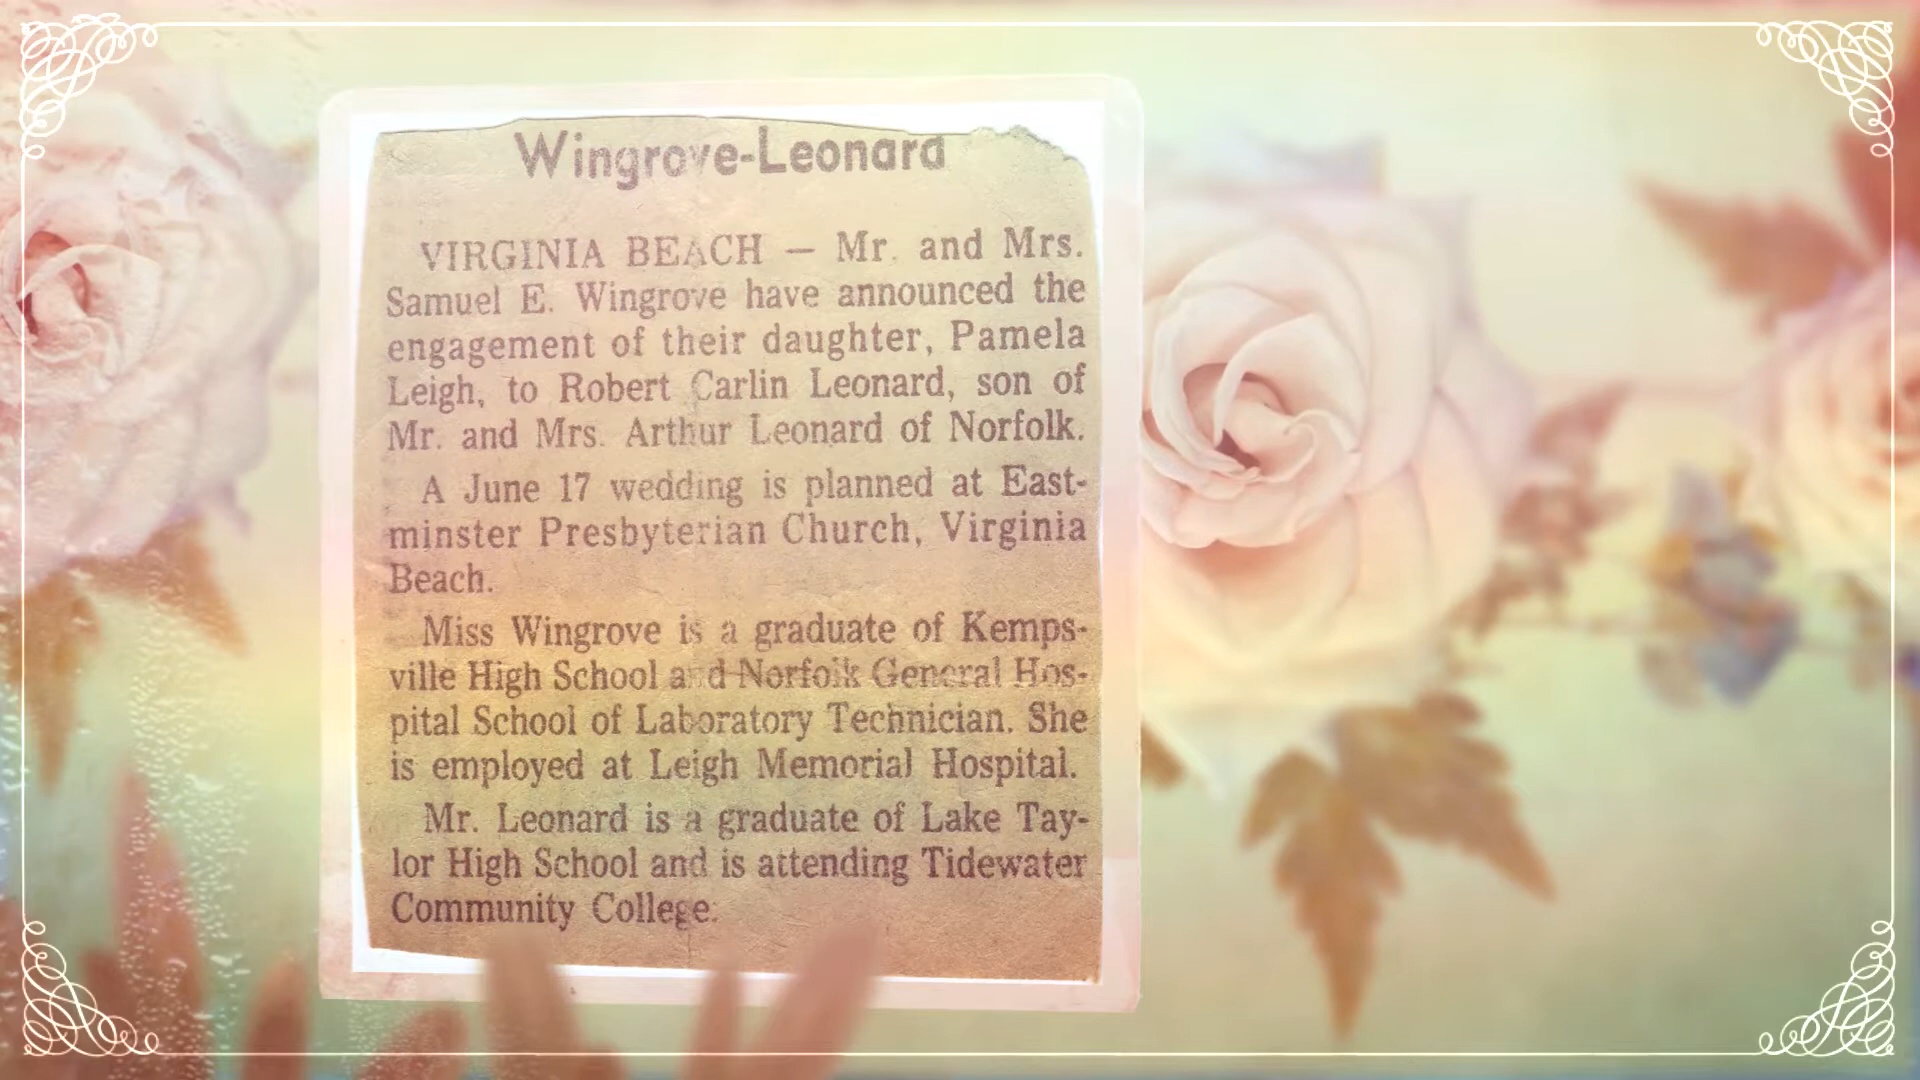 Wingrove-Leonard
VIRGINIA BEACH — Mr. and Mrs.
Samuel E. Wingrove have announced the
engagement of their daughter, Pamela
Leigh, to Robert Carlin Leonard, son of
Mr. and Mrs. Arthur Leonard of Norfolk.
A June 17 wedding is planned at East-
minster Presbyterian Church, Virginia
Beach.
Miss Wingrove is a graduate of Kemps-
ville High School and Norfolk General Hos-
pital School of Laboratory Technician. She
is employed at Leigh Memorial Hospital.
Mr. Leonard is a graduate of Lake Tay-
lor High School and is attending Tidewater
Community College.